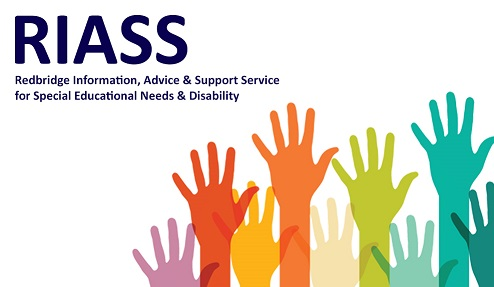 RIASS
Redbridge Information, Advice & Support Service
for Special Educational Needs & Disability